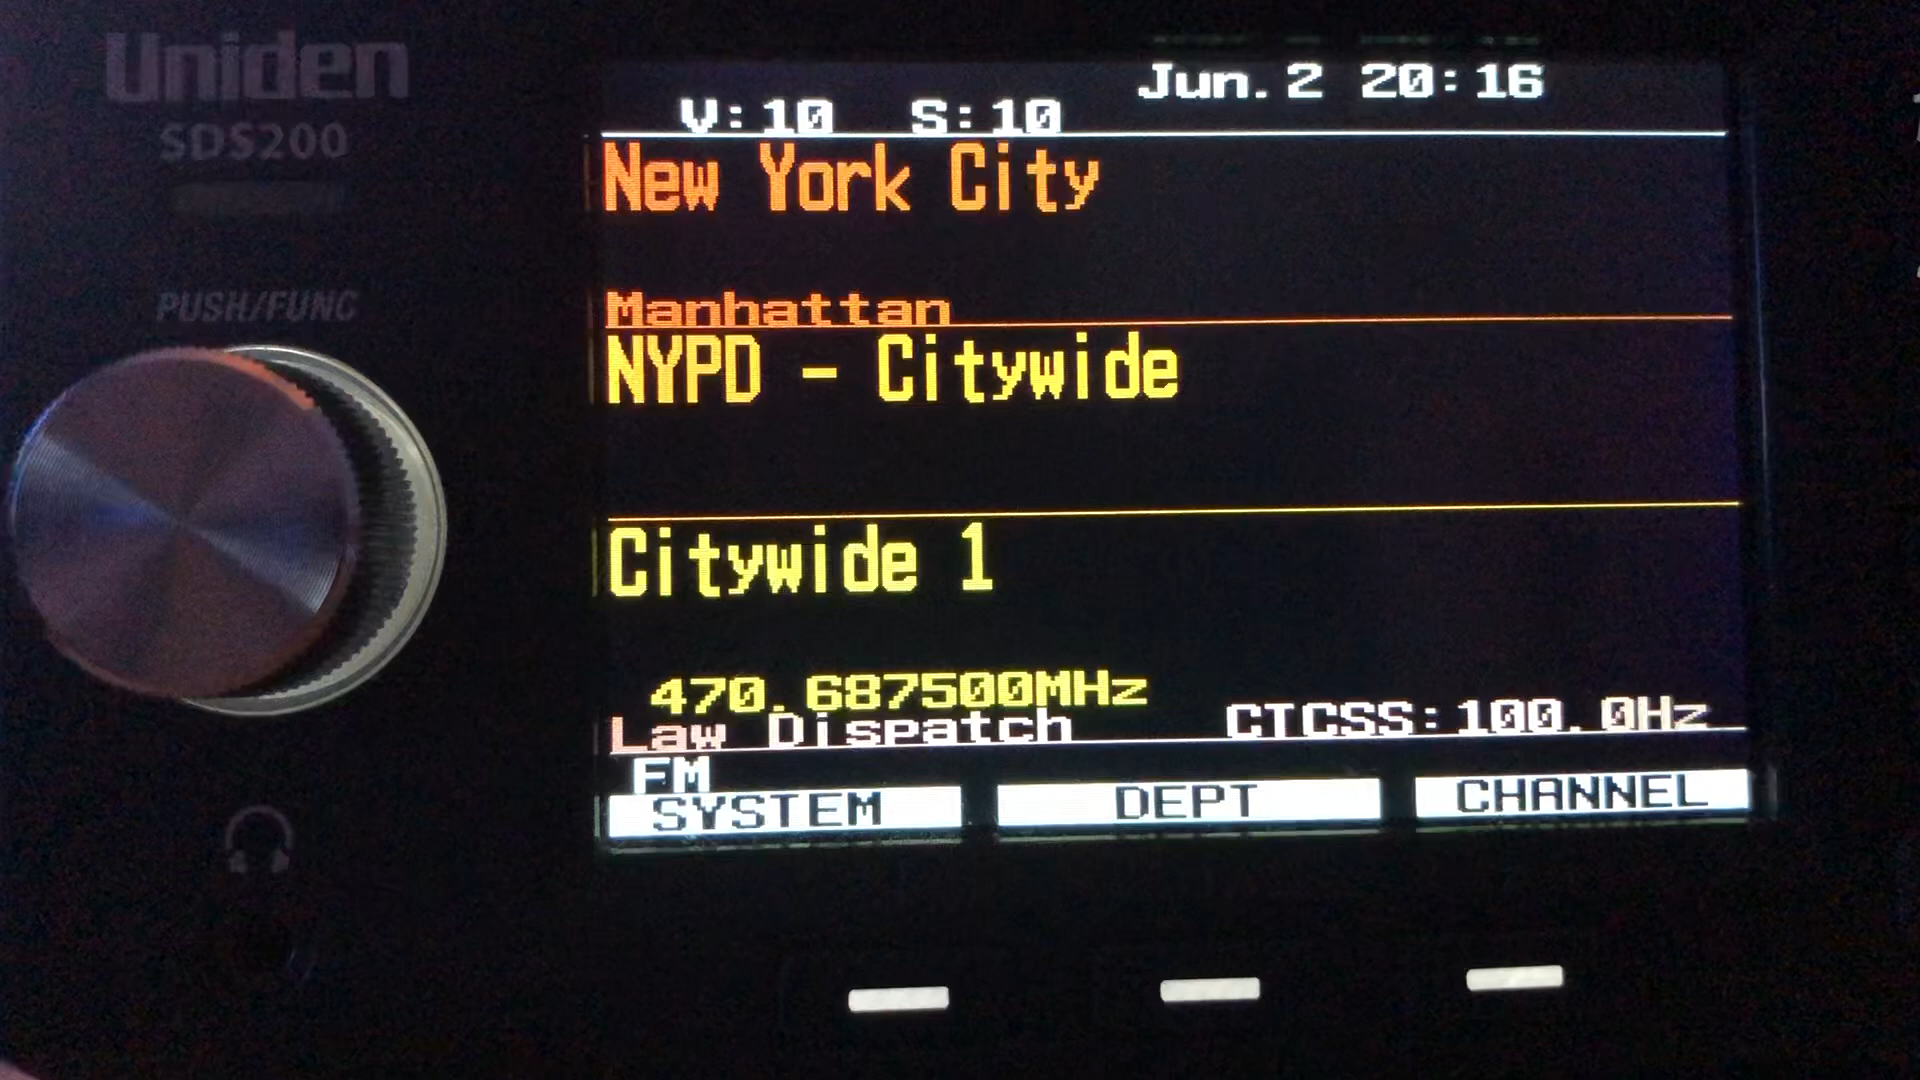 Uniden
SDS200
PUSH/FUNC
Jun. 2 20:16
V:10 S:10
New York City
Manhattan
NYPD - Citywide
Citywide 1
470.687500MHz
Law Dispatch CTCSS:100.0Hz
FM
SYSTEM DEPT CHANNEL